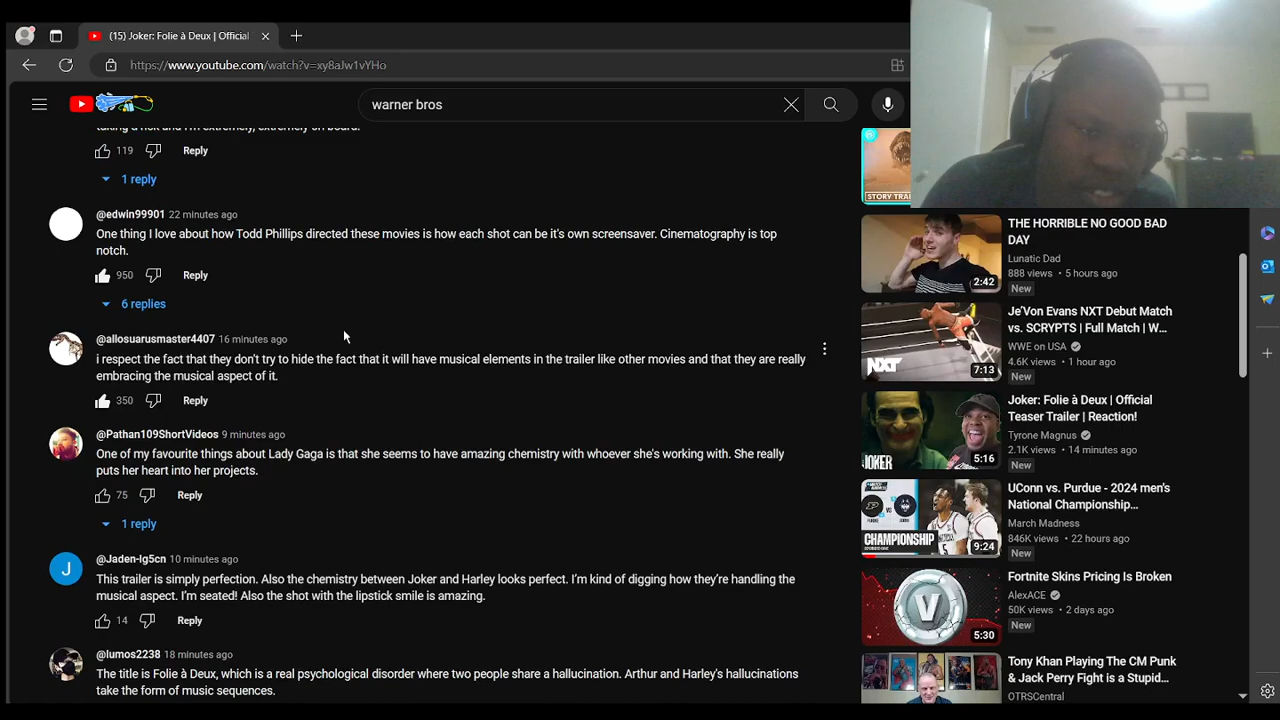 (15) Joker: Folie à Deux | Official
https://www.youtube.com/watch?v=xy8aJw1vYHo
warner bros
taking a risk and I'm extremely, extremely on board.
119
Reply
1 reply
@edwin99901 22 minutes ago
One thing I love about how Todd Phillips directed these movies is how each shot can be it's own screensaver. Cinematography is top
notch.
950
Reply
6 replies
@allosuarusmaster4407 16 minutes ago
i respect the fact that they don't try to hide the fact that it will have musical elements in the trailer like other movies and that they are really
embracing the musical aspect of it.
350
Reply
@Pathan109ShortVideos 9 minutes ago
One of my favourite things about Lady Gaga is that she seems to have amazing chemistry with whoever she's working with. She really
puts her heart into her projects.
75
Reply
1 reply
J
@Jaden-lg5cn 10 minutes ago
This trailer is simply perfection. Also the chemistry between Joker and Harley looks perfect. I'm kind of digging how they're handling the
musical aspect. I'm seated! Also the shot with the lipstick smile is amazing.
14
Reply
@lumos2238 18 minutes ago
The title is Folie à Deux, which is a real psychological disorder where two people share a hallucination. Arthur and Harley's hallucinations
take the form of music sequences.
STORY TRAI
2:42
THE HORRIBLE NO GOOD BAD
DAY
Lunatic Dad
888 views • 5 hours ago
New
NXT
7:13
Je'Von Evans NXT Debut Match
vs. SCRYPTS | Full Match | W...
WWE on USA
4.6K views • 1 hour ago
New
JOKER
5:16
Joker: Folie à Deux | Official
Teaser Trailer | Reaction!
Tyrone Magnus
2.1K views • 14 minutes ago
New
CHAMPIONSHIP
9:24
UConn vs. Purdue - 2024 men's
National Championship...
March Madness
846K views • 22 hours ago
New
V
5:30
Fortnite Skins Pricing Is Broken
AlexACE
50K views • 2 days ago
New
Tony Khan Playing The CM Punk
& Jack Perry Fight is a Stupid...
OTRSCentral